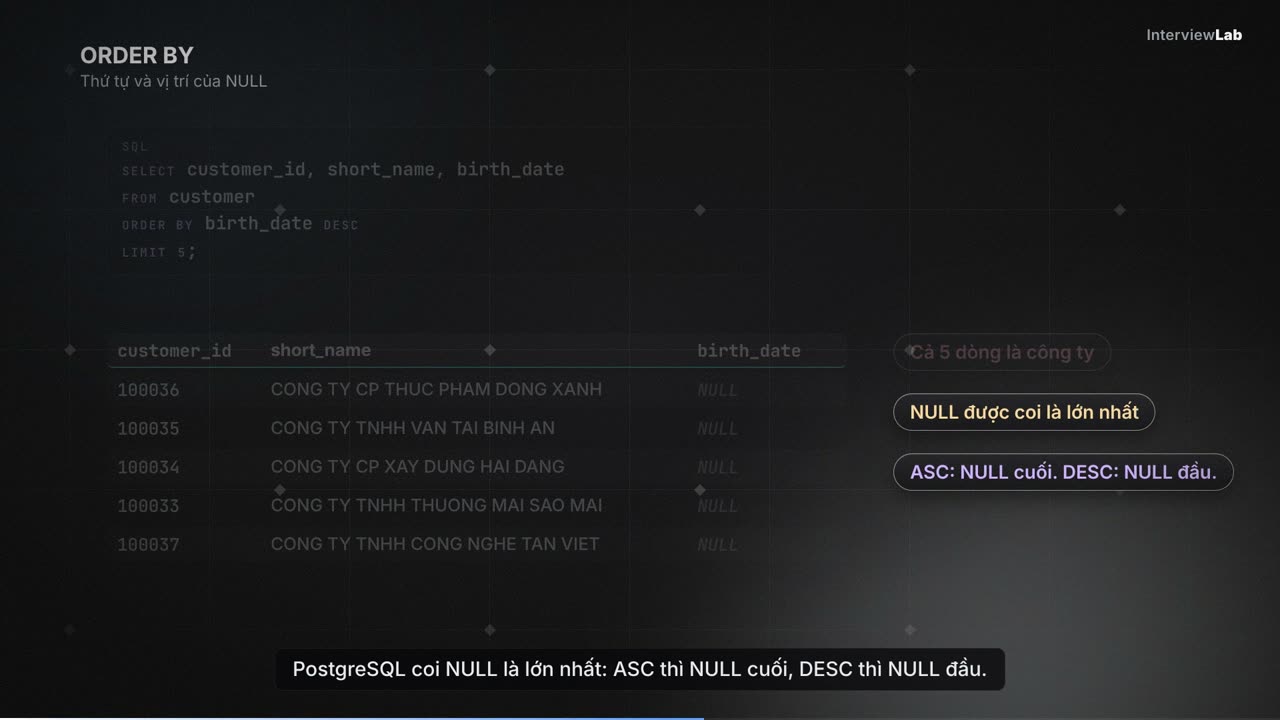 InterviewLab
ORDER BY
Thứ tự và vị trí của NULL
SQL
SELECT customer_id, short_name, birth_date
FROM customer
ORDER BY birth_date DESC
LIMIT 5;
customer_id short_name birth_date
100036 CONG TY CP THUC PHAM DONG XANH NULL
100035 CONG TY TNHH VAN TAI BINH AN NULL
100034 CONG TY CP XAY DUNG HAI DANG NULL
100033 CONG TY TNHH THUONG MAI SAO MAI NULL
100037 CONG TY TNHH CONG NGHE TAN VIET NULL
Cả 5 dòng là công ty
NULL được coi là lớn nhất
ASC: NULL cuối. DESC: NULL đầu.
PostgreSQL coi NULL là lớn nhất: ASC thì NULL cuối, DESC thì NULL đầu.